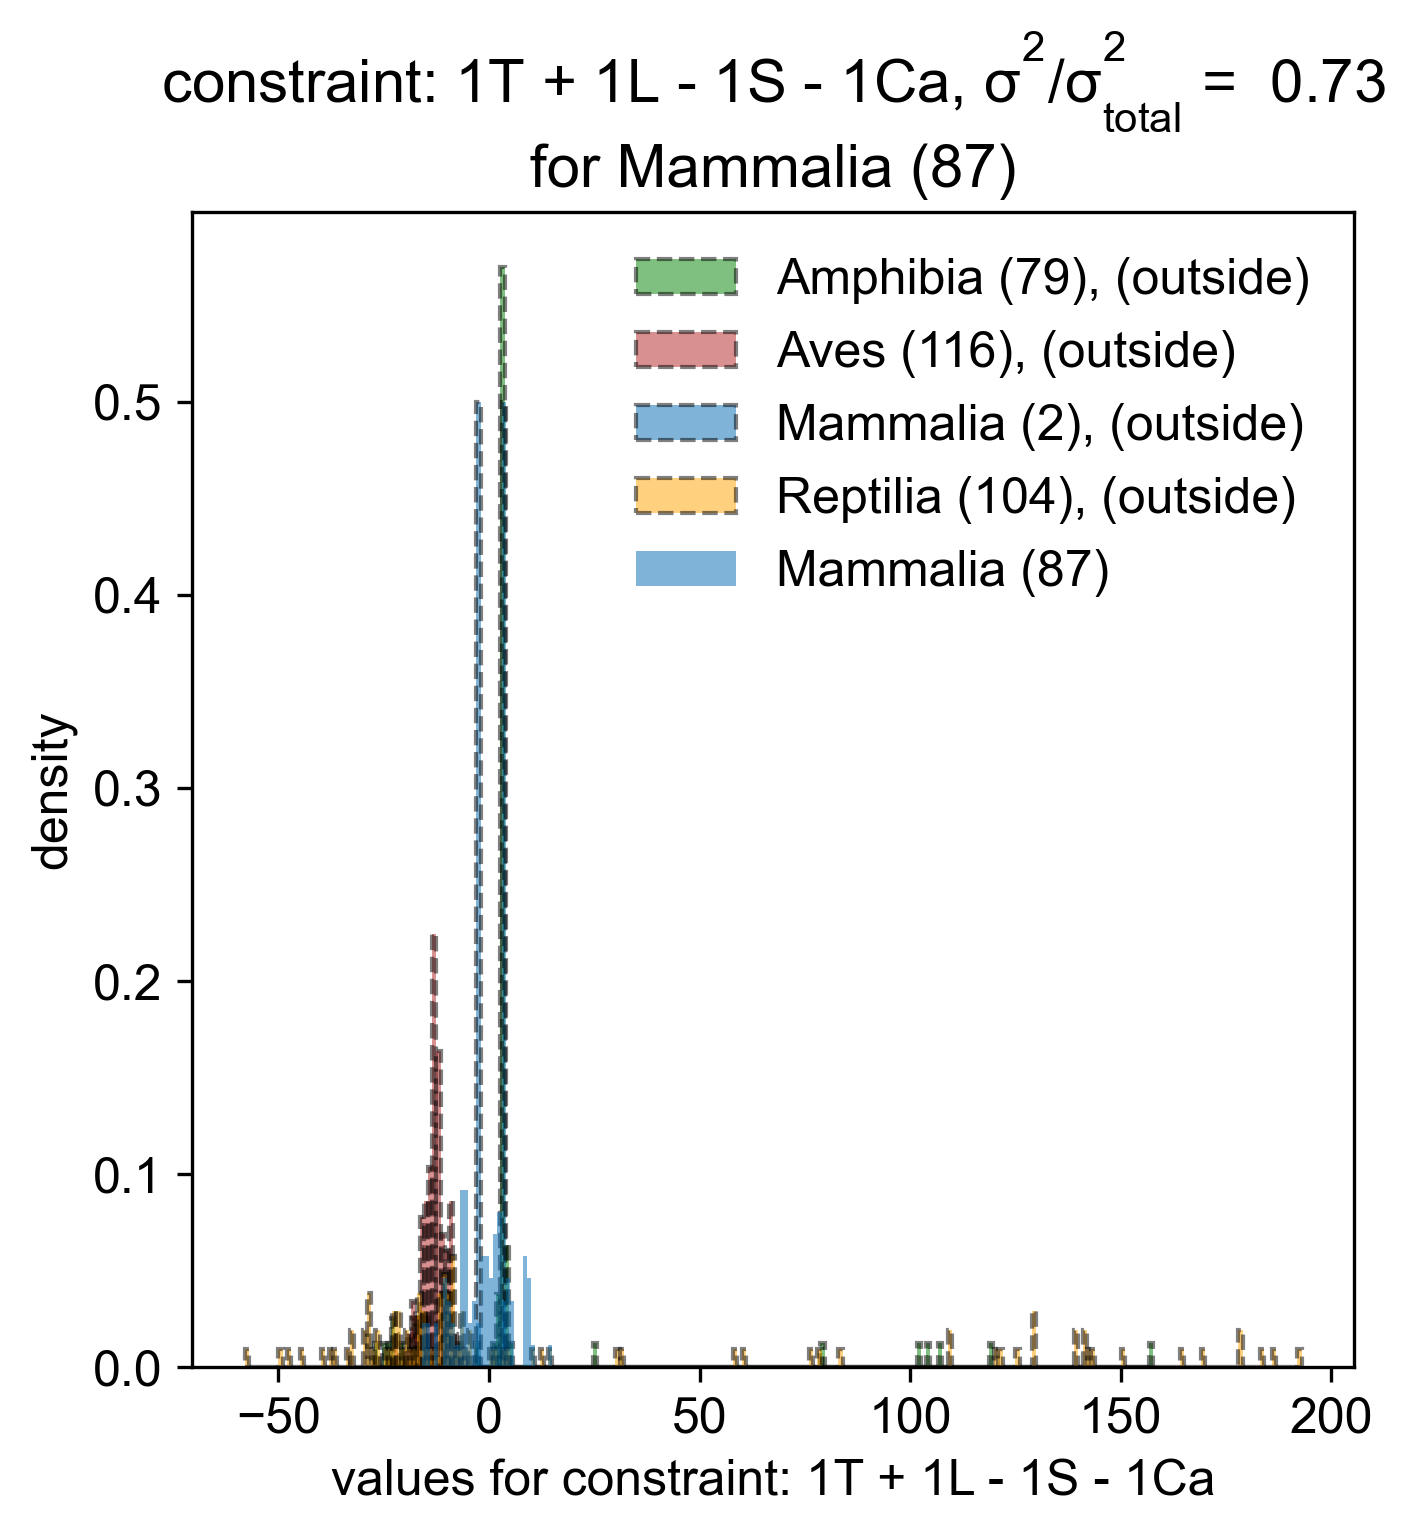 constraint: 1T + 1L - 1S - 1Ca, σ²/σ²total = 0.73
for Mammalia (87)
Amphibia (79), (outside)
Aves (116), (outside)
Mammalia (2), (outside)
Reptilia (104), (outside)
Mammalia (87)
density
0.5
0.4
0.3
0.2
0.1
0.0
−50 0 50 100 150 200
values for constraint: 1T + 1L - 1S - 1Ca